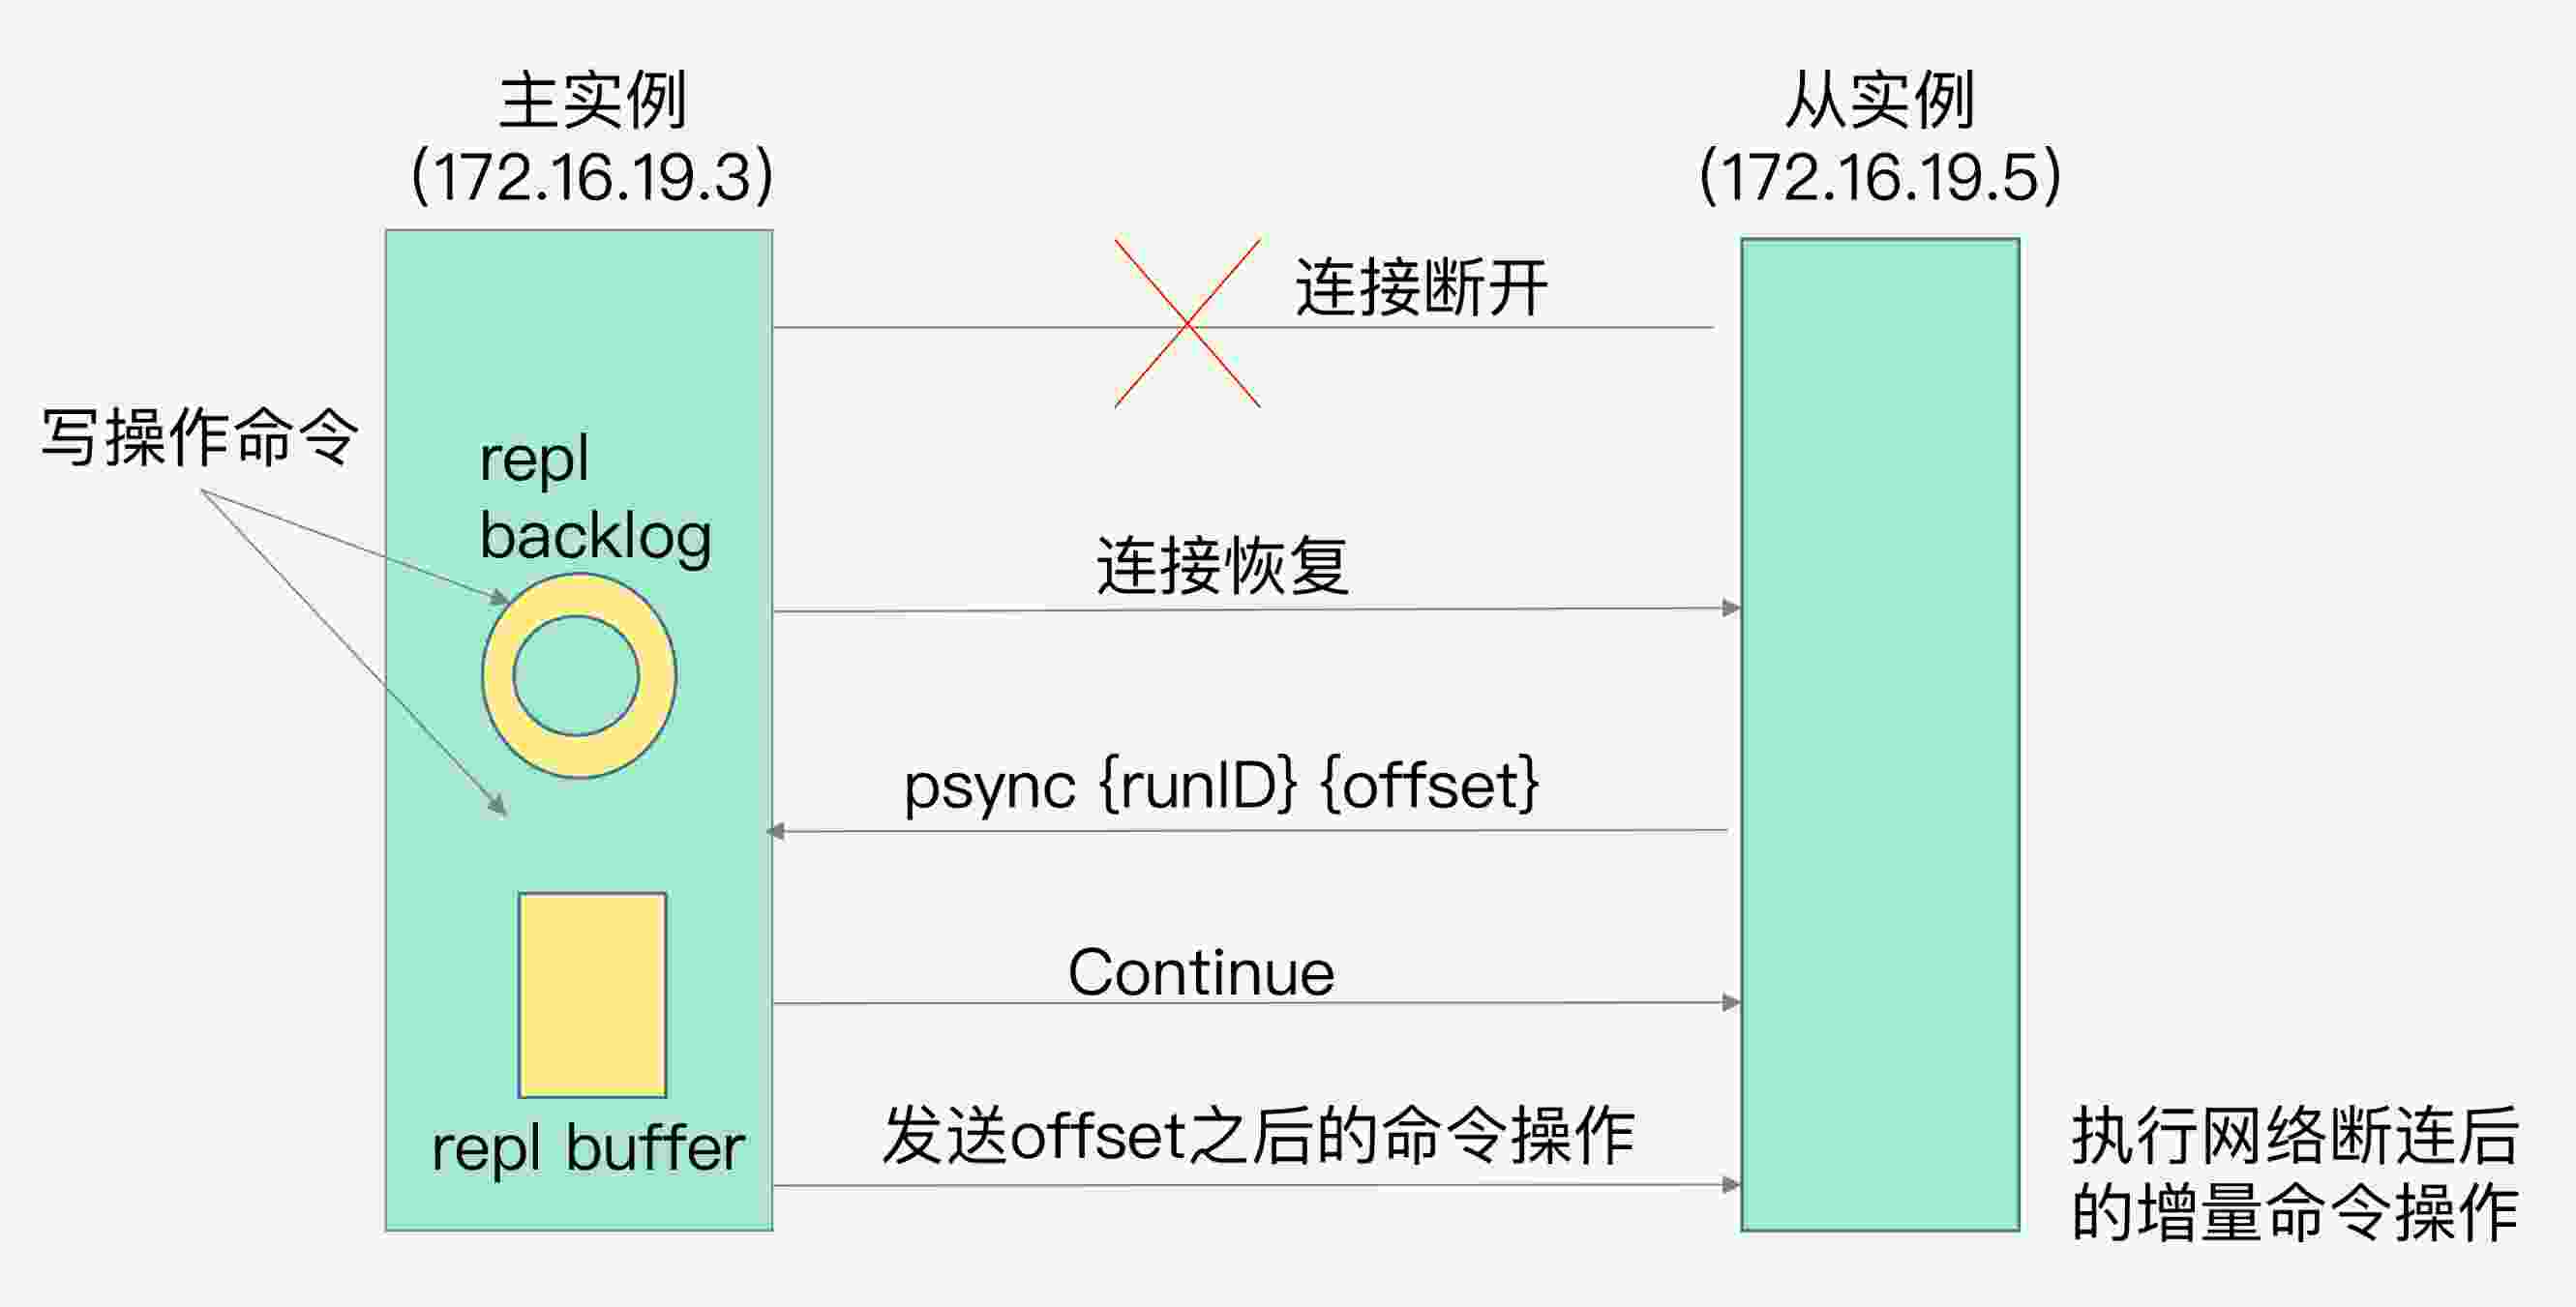 主实例
(172.16.19.3)
从实例
(172.16.19.5)
连接断开
写操作命令
repl
backlog
连接恢复
psync {runID} {offset}
Continue
repl buffer
发送offset之后的命令操作
执行网络断连后
的增量命令操作